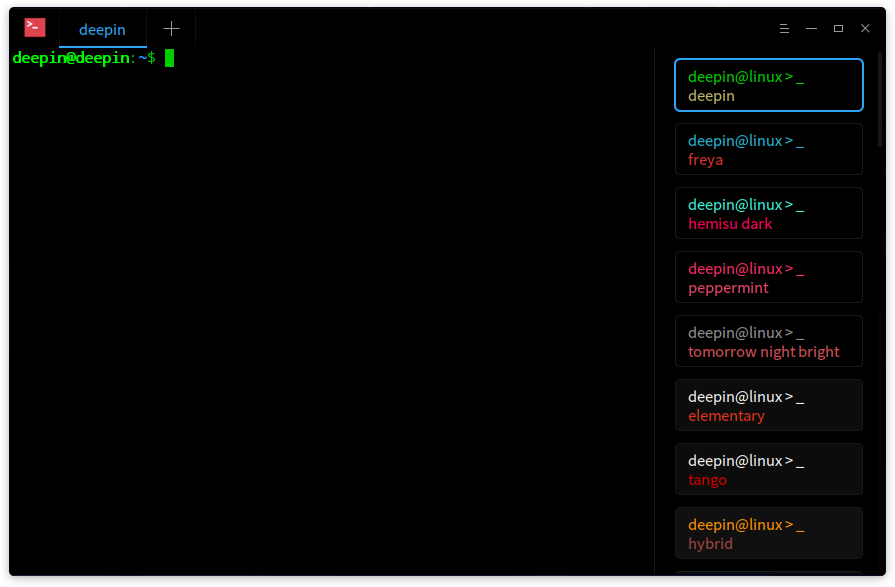 deepin
deepin@deepin:~$
deepin@linux>_
deepin
deepin@linux>_
freya
deepin@linux>_
hemisu dark
deepin@linux>_
peppermint
deepin@linux>_
tomorrow night bright
deepin@linux>_
elementary
deepin@linux>_
tango
deepin@linux>_
hybrid